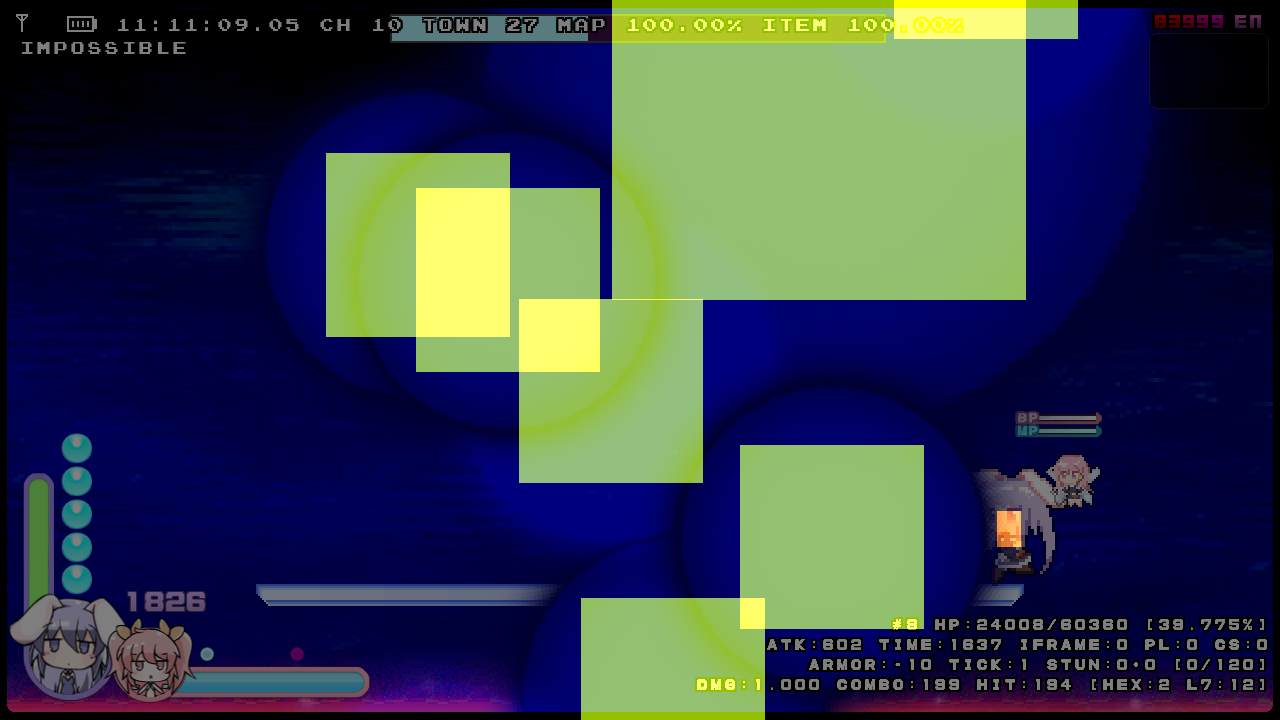 11:11:09.05 CH 10 TOWN 27 MAP 100.00% ITEM 100.00%
83999 EN
IMPOSSIBLE
BP
MP
1826
#9 HP:24008/60360 [39.775%]
ATK:602 TIME:1637 IFRAME:0 PL:0 CS:0
ARMOR:-10 TICK:1 STUN:0·0 [0/120]
DMG:1.000 COMBO:199 HIT:194 [HEX:2 L7:12]